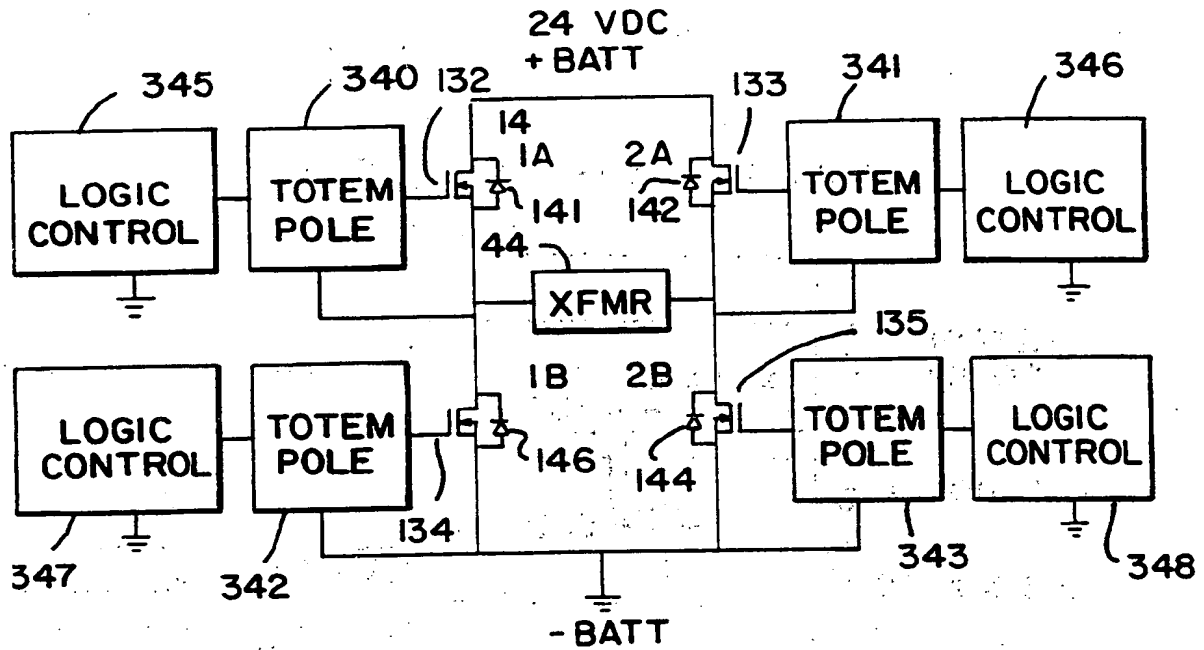 24 VDC
+ BATT
345
340
132
133
341
346
14
1A
2A
LOGIC
CONTROL
TOTEM
POLE
141
142
TOTEM
POLE
LOGIC
CONTROL
44
XFMR
135
1B
2B
LOGIC
CONTROL
TOTEM
POLE
146
144
TOTEM
POLE
LOGIC
CONTROL
134
347
342
343
348
- BATT